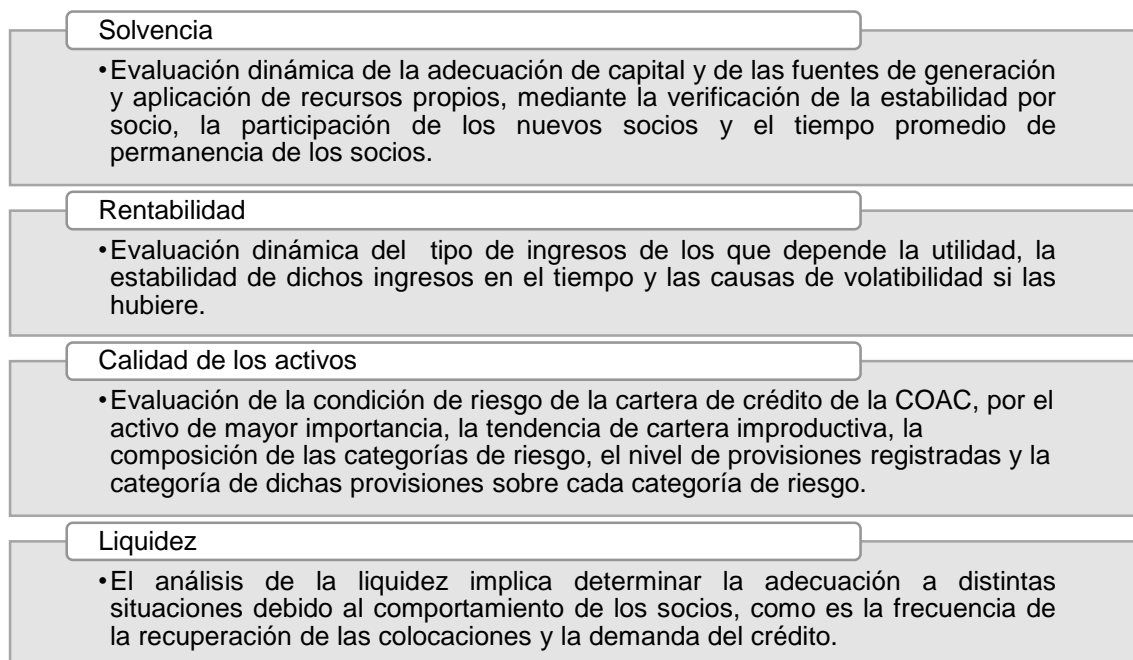 Solvencia
•Evaluación dinámica de la adecuación de capital y de las fuentes de generación
y aplicación de recursos propios, mediante la verificación de la estabilidad por
socio, la participación de los nuevos socios y el tiempo promedio de
permanencia de los socios.
Rentabilidad
•Evaluación dinámica del tipo de ingresos de los que depende la utilidad, la
estabilidad de dichos ingresos en el tiempo y las causas de volatibilidad si las
hubiere.
Calidad de los activos
•Evaluación de la condición de riesgo de la cartera de crédito de la COAC, por el
activo de mayor importancia, la tendencia de cartera improductiva, la
composición de las categorías de riesgo, el nivel de provisiones registradas y la
categoría de dichas provisiones sobre cada categoría de riesgo.
Liquidez
•El análisis de la liquidez implica determinar la adecuación a distintas
situaciones debido al comportamiento de los socios, como es la frecuencia de
la recuperación de las colocaciones y la demanda del crédito.